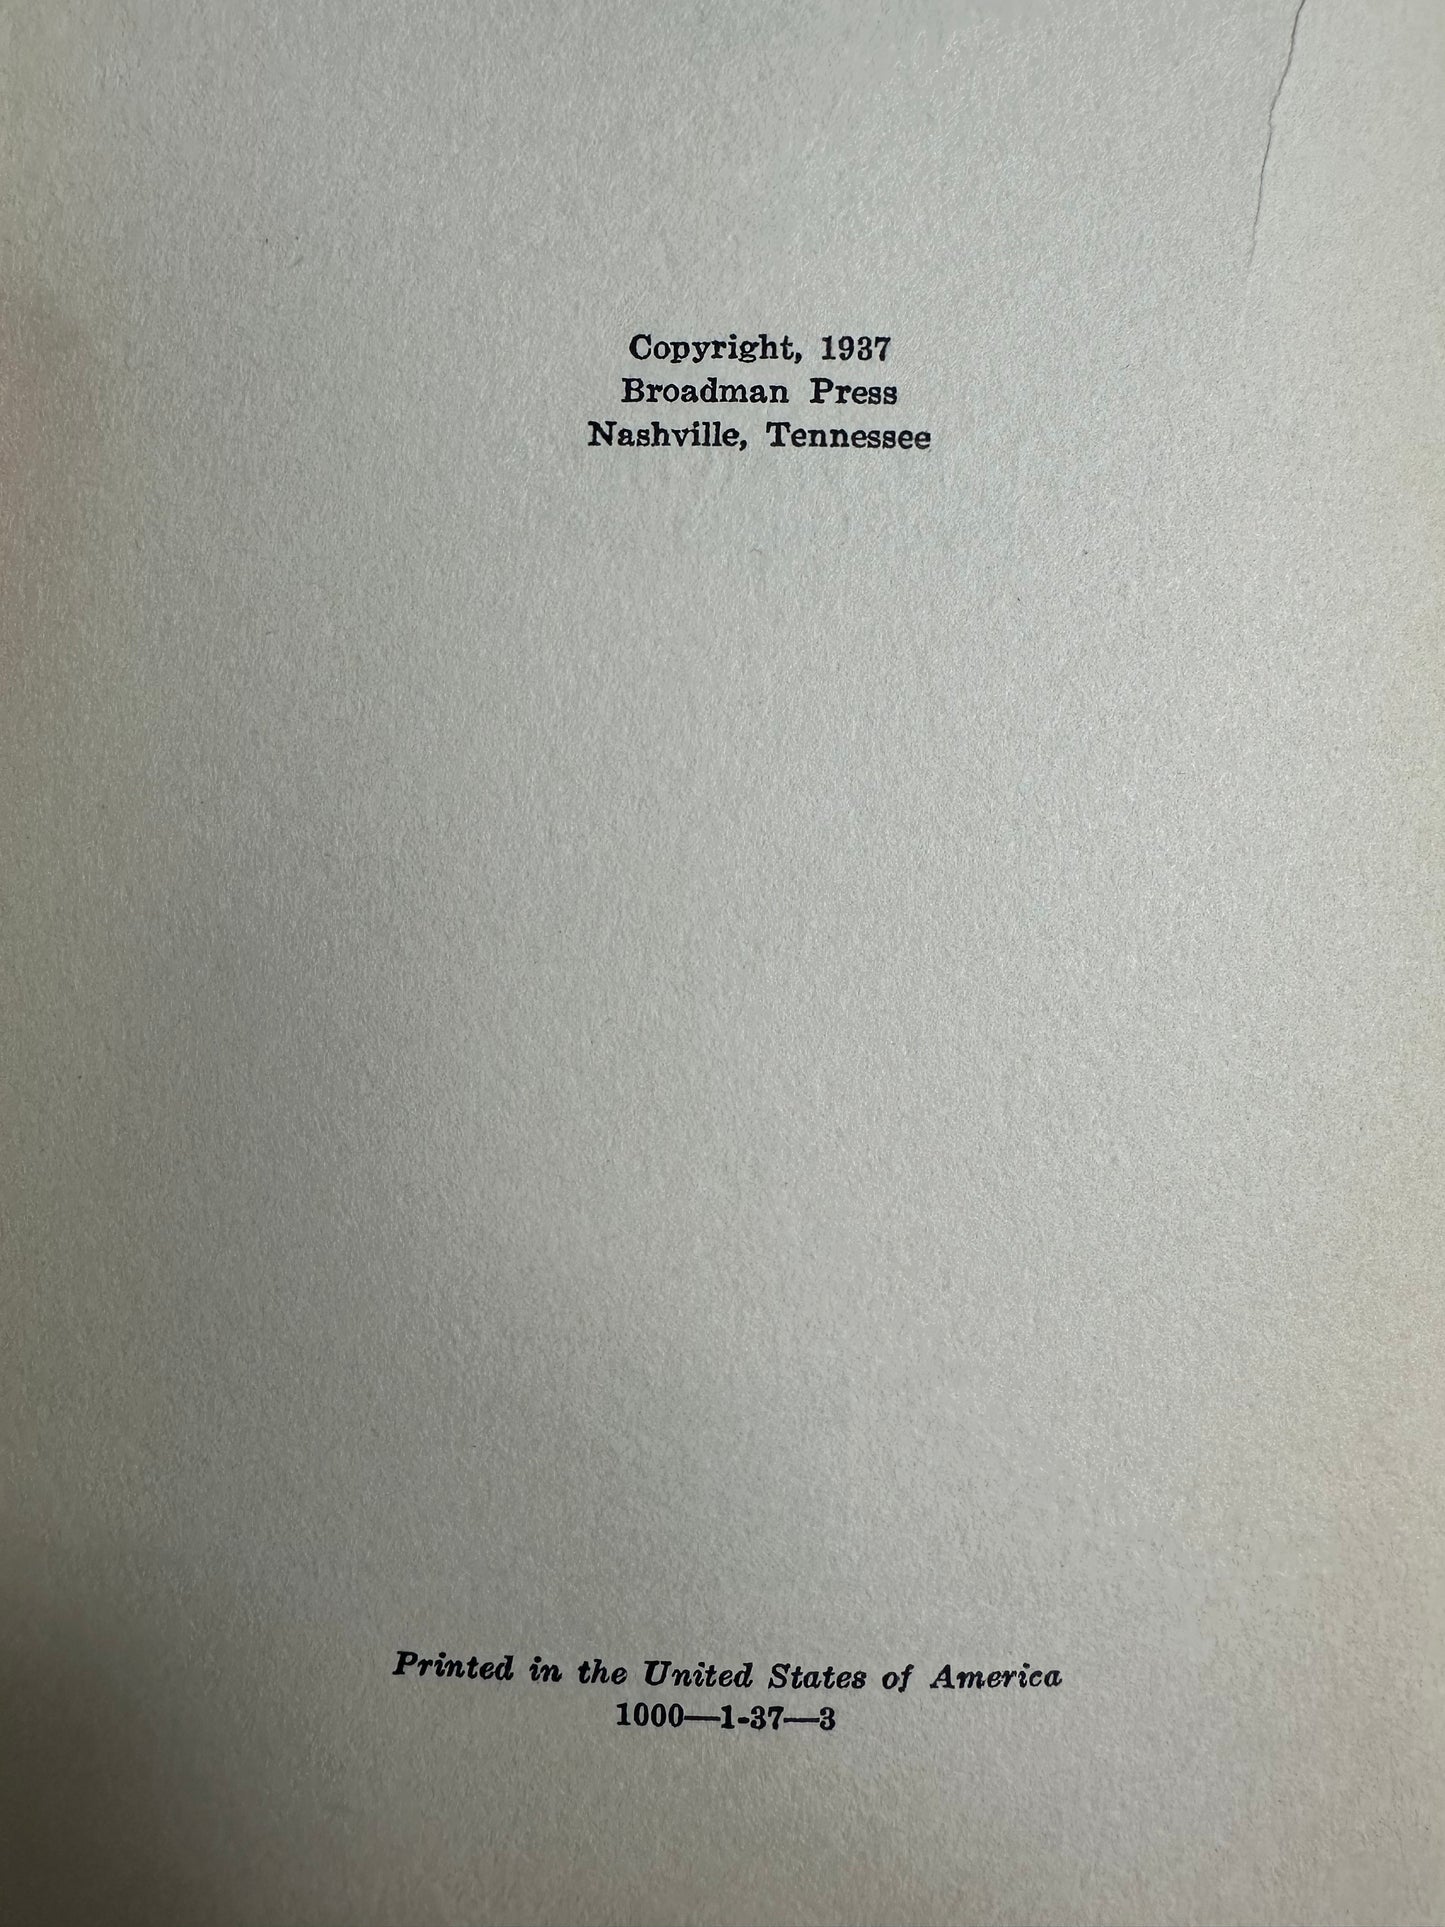 Copyright, 1937
Broadman Press
Nashville, Tennessee
Printed in the United States of America
1000—1-37—3